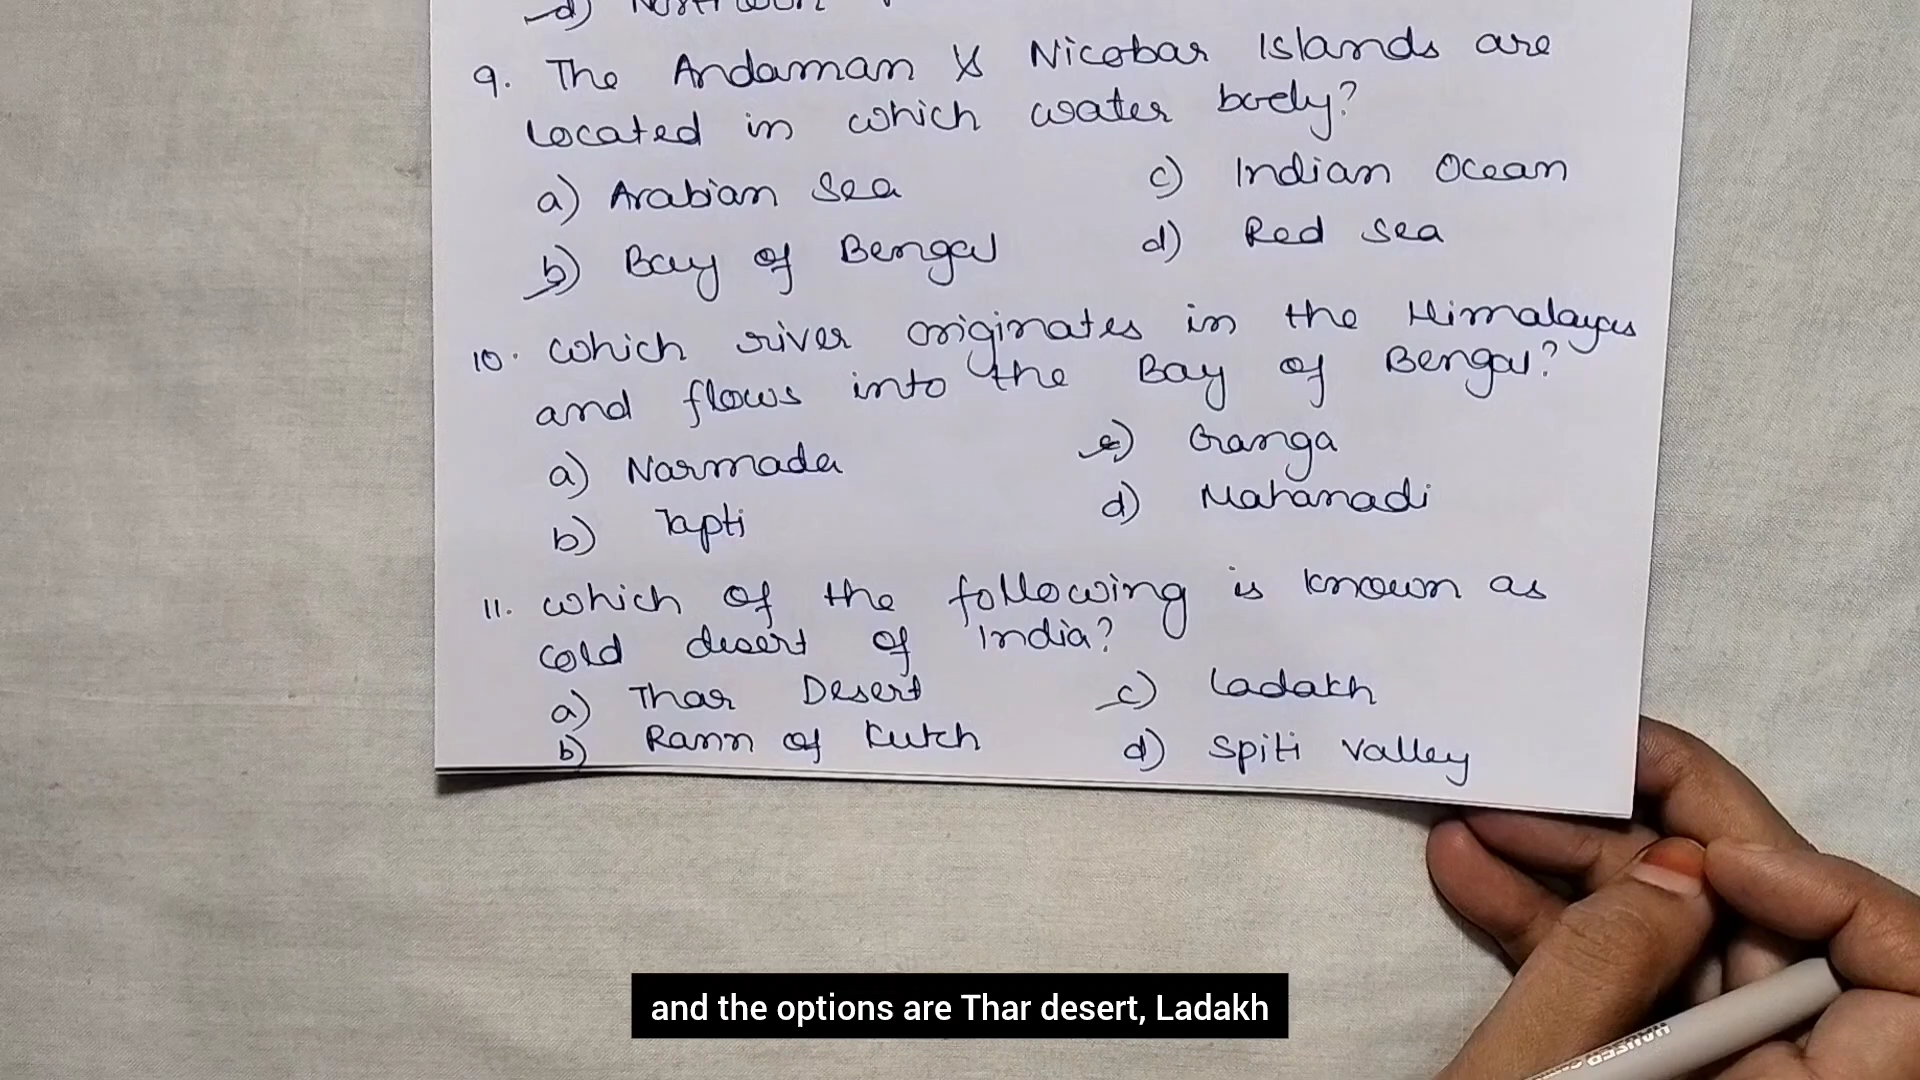 d)
9. The Andaman & Nicobar Islands are
located in which water body?
a) Arabian Sea
c) Indian Ocean
b) Bay of Bengal
d) Red Sea
10. Which river originates in the Himalayas
and flows into the Bay of Bengal?
a) Narmada
c) Ganga
b) Tapti
d) Mahanadi
11. Which of the following is known as
cold desert of India?
a) Thar Desert
c) Ladakh
b) Rann of Kutch
d) Spiti Valley
and the options are Thar desert, Ladakh